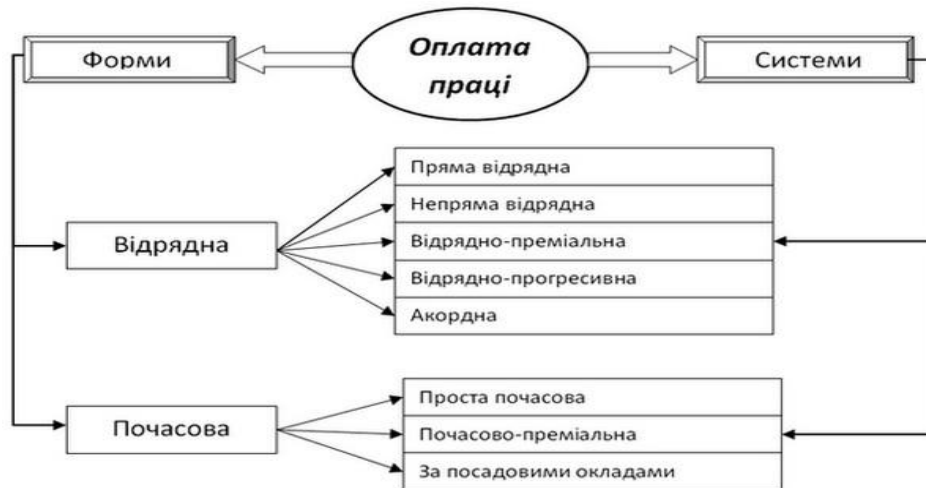 Форми
Оплата
праці
Системи
Відрядна
Пряма відрядна
Непряма відрядна
Відрядно-преміальна
Відрядно-прогресивна
Акордна
Почасова
Проста почасова
Почасово-преміальна
За посадовими окладами